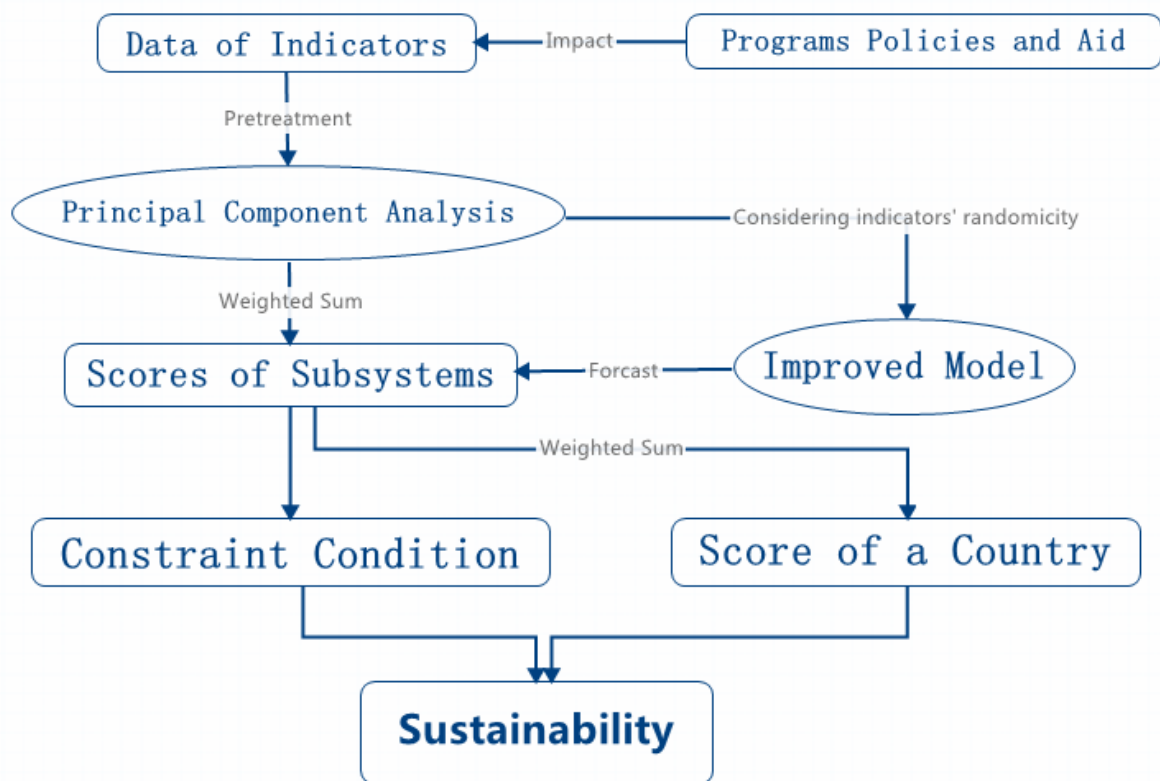 Data of Indicators
Impact
Programs Policies and Aid
Pretreatment
Principal Component Analysis
Considering indicators' randomicity
Weighted Sum
Scores of Subsystems
Forcast
Improved Model
Weighted Sum
Constraint Condition
Score of a Country
Sustainability